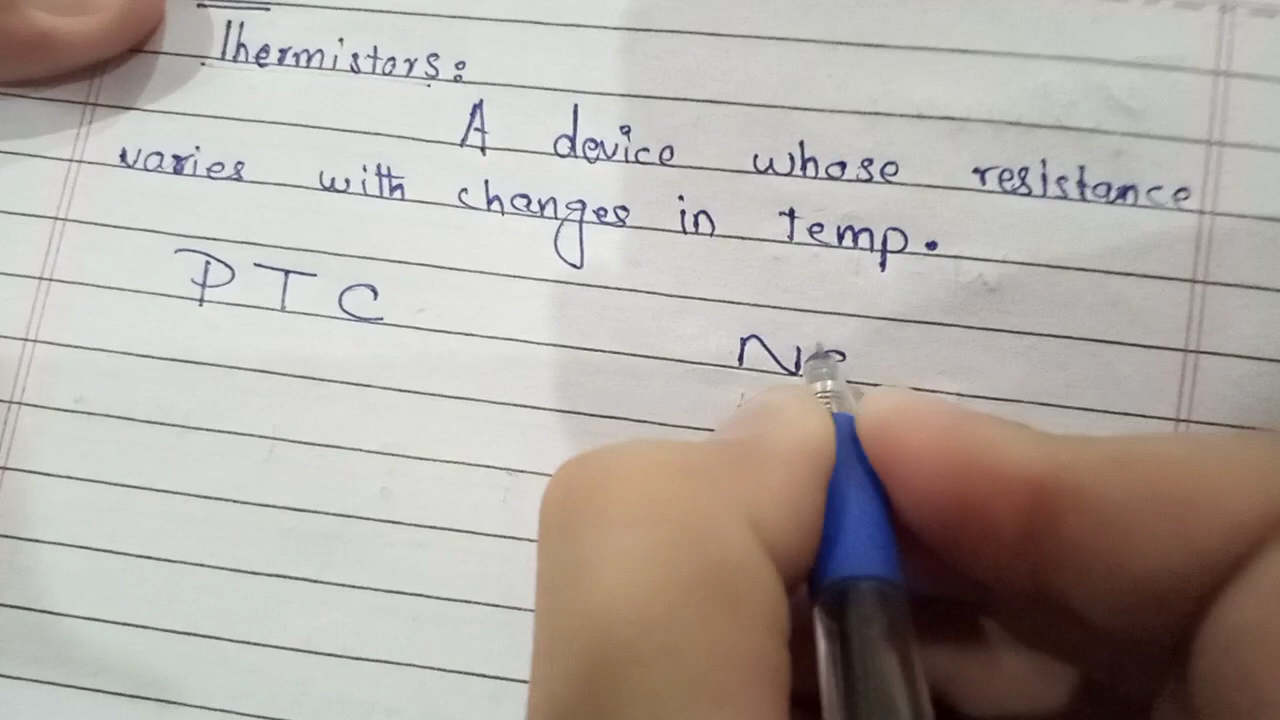 Thermistors:
A device whose resistance
varies with changes in temp.
PTC